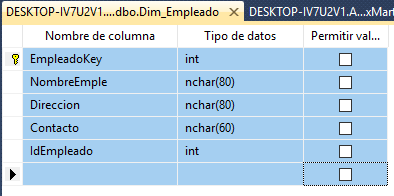 DESKTOP-IV7U2V1....dbo.Dim_Empleado DESKTOP-IV7U2V1.A...xMart
Nombre de columna Tipo de datos Permitir val...
EmpleadoKey int
NombreEmple nchar(80)
Direccion nchar(80)
Contacto nchar(60)
IdEmpleado int